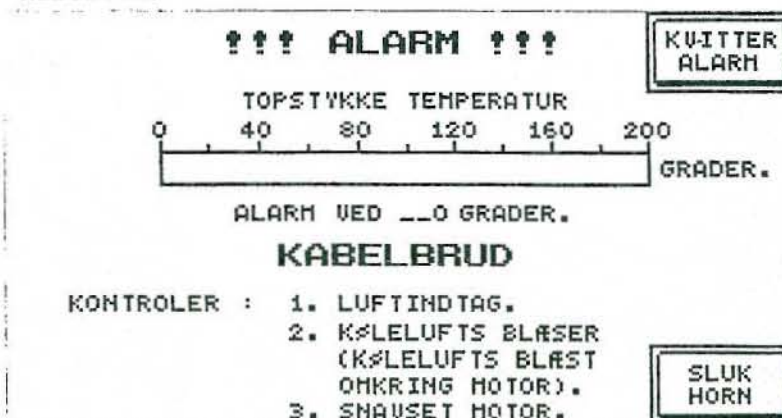 !!! ALARM !!!
KVITTER
ALARM
TOPSTYKKE TEMPERATUR
0 40 80 120 160 200
GRADER.
ALARM VED __0 GRADER.
KABELBRUD
KONTROLER : 1. LUFTINDTAG.
2. KØLELUFTS BLÆSER
(KØLELUFTS BLÆST
OMKRING MOTOR).
3. SNAVSET MOTOR.
SLUK
HORN